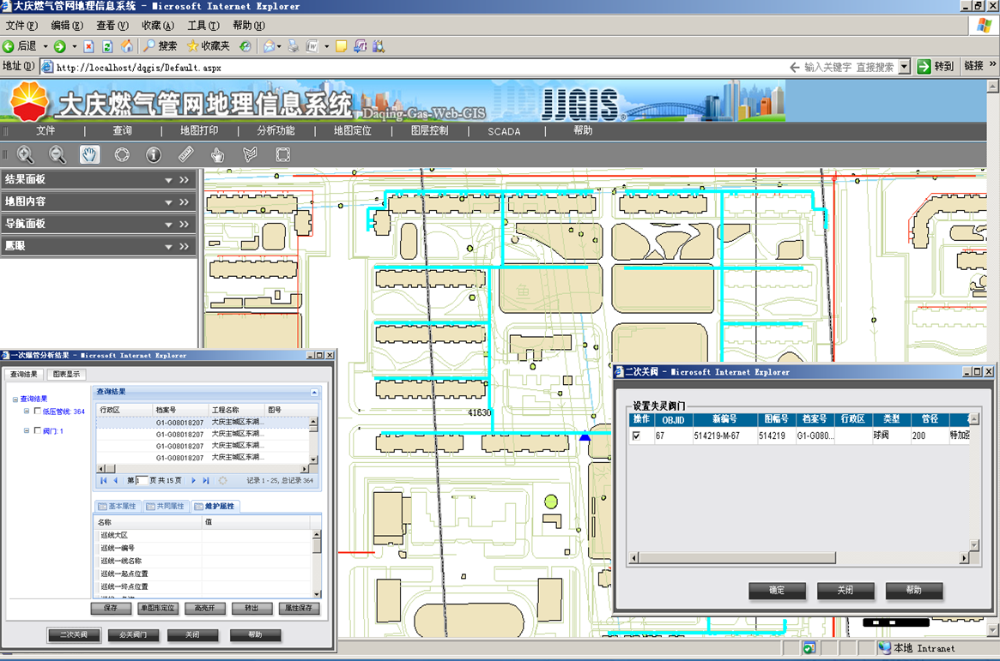 大庆燃气管网地理信息系统 - Microsoft Internet Explorer
文件(F) 编辑(E) 查看(V) 收藏(A) 工具(T) 帮助(H)
后退 搜索 收藏夹
地址(D) http://localhost/dqgis/Default.aspx 输入关键字 直接搜索 转到 链接 »
大庆燃气管网地理信息系统 Daqing-Gas-Web-GIS JJGIS
文件 | 查询 | 地图打印 | 分析功能 | 地图定位 | 图层控制 | SCADA | 帮助
结果面板
地图内容
导航面板
鹰眼
41630
一次爆管分析结果 - Microsoft Internet Explorer
查询结果 图表显示
查询结果
低压管线: 364
阀门: 1
查询结果
行政区 档案号 工程名称 图号
G1-G08018207 大庆主城区东湖...
G1-G08018207 大庆主城区东湖...
G1-G08018207 大庆主城区东湖...
G1-G08018207 大庆主城区东湖...
第 1 页 共 15 页 记录 1 - 25, 总记录 364
基本属性 共同属性 维护属性
名称 值
巡线大区
巡线一编号
巡线一线名称
巡线一起点位置
巡线一终点位置
保存 单图形定位 高亮开 转出 属性保存
二次关阀 必关阀门 关闭 帮助
二次关阀 - Microsoft Internet Explorer
设置失灵阀门
操作 OBJID 新编号 图幅号 档案号 行政区 类型 管径
67 514219-M-67 514219 G1-G080... 球阀 200 特加强
确定 关闭 帮助
本地 Intranet